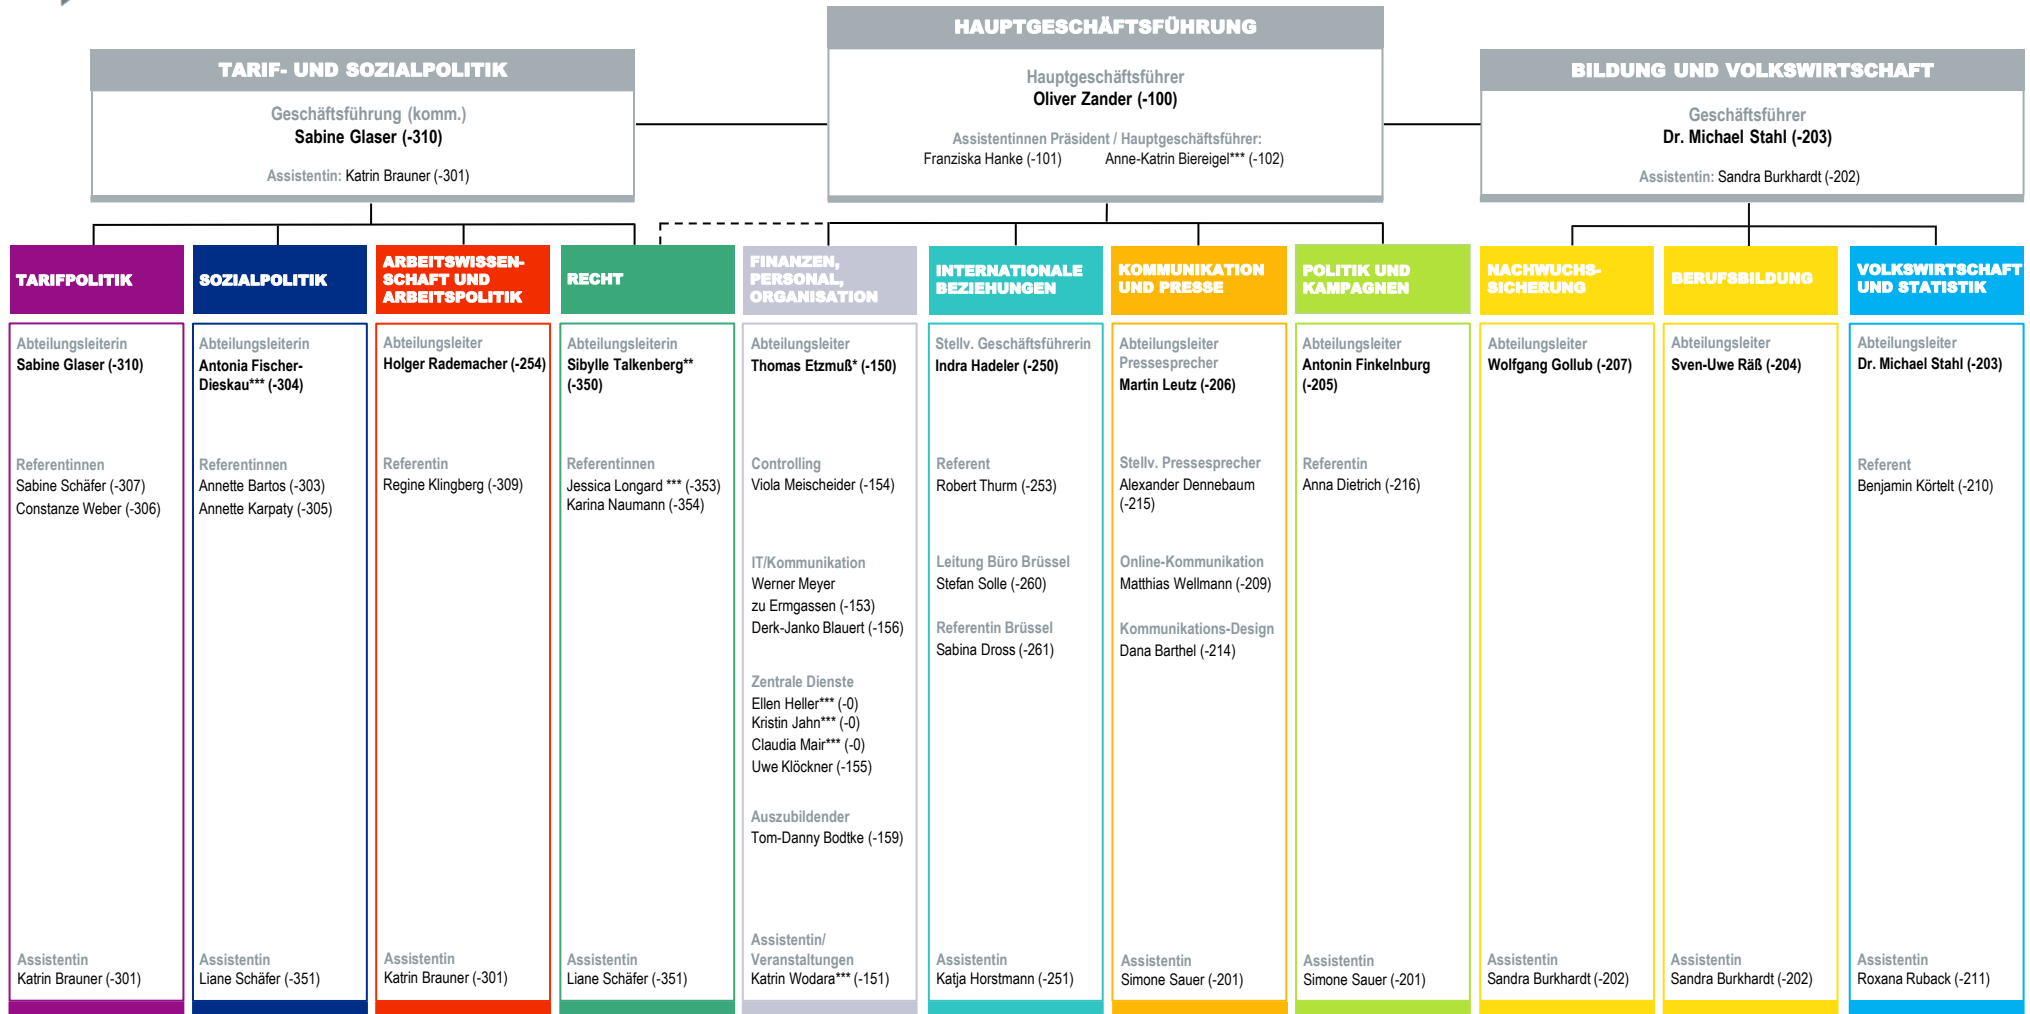 HAUPTGESCHÄFTSFÜHRUNG
Hauptgeschäftsführer
Oliver Zander (-100)
Assistentinnen Präsident / Hauptgeschäftsführer:
Franziska Hanke (-101) Anne-Katrin Biereigel*** (-102)
TARIF- UND SOZIALPOLITIK
Geschäftsführung (komm.)
Sabine Glaser (-310)
Assistentin: Katrin Brauner (-301)
BILDUNG UND VOLKSWIRTSCHAFT
Geschäftsführer
Dr. Michael Stahl (-203)
Assistentin: Sandra Burkhardt (-202)
TARIFPOLITIK
Abteilungsleiterin
Sabine Glaser (-310)
Referentinnen
Sabine Schäfer (-307)
Constanze Weber (-306)
Assistentin
Katrin Brauner (-301)
SOZIALPOLITIK
Abteilungsleiterin
Antonia Fischer-
Dieskau*** (-304)
Referentinnen
Annette Bartos (-303)
Annette Karpaty (-305)
Assistentin
Liane Schäfer (-351)
ARBEITSWISSEN-
SCHAFT UND
ARBEITSPOLITIK
Abteilungsleiter
Holger Rademacher (-254)
Referentin
Regine Klingberg (-309)
Assistentin
Katrin Brauner (-301)
RECHT
Abteilungsleiterin
Sibylle Talkenberg**
(-350)
Referentinnen
Jessica Longard *** (-353)
Karina Naumann (-354)
Assistentin
Liane Schäfer (-351)
FINANZEN,
PERSONAL,
ORGANISATION
Abteilungsleiter
Thomas Etzmuß* (-150)
Controlling
Viola Meischeider (-154)
IT/Kommunikation
Werner Meyer
zu Ermgassen (-153)
Derk-Janko Blauert (-156)
Zentrale Dienste
Ellen Heller*** (-0)
Kristin Jahn*** (-0)
Claudia Mair*** (-0)
Uwe Klöckner (-155)
Auszubildender
Tom-Danny Bodtke (-159)
Assistentin/
Veranstaltungen
Katrin Wodara*** (-151)
INTERNATIONALE
BEZIEHUNGEN
Stellv. Geschäftsführerin
Indra Hadeler (-250)
Referent
Robert Thurm (-253)
Leitung Büro Brüssel
Stefan Solle (-260)
Referentin Brüssel
Sabina Dross (-261)
Assistentin
Katja Horstmann (-251)
KOMMUNIKATION
UND PRESSE
Abteilungsleiter
Pressesprecher
Martin Leutz (-206)
Stellv. Pressesprecher
Alexander Dennebaum
(-215)
Online-Kommunikation
Matthias Wellmann (-209)
Kommunikations-Design
Dana Barthel (-214)
Assistentin
Simone Sauer (-201)
POLITIK UND
KAMPAGNEN
Abteilungsleiter
Antonin Finkelnburg
(-205)
Referentin
Anna Dietrich (-216)
Assistentin
Simone Sauer (-201)
NACHWUCHS-
SICHERUNG
Abteilungsleiter
Wolfgang Gollub (-207)
Assistentin
Sandra Burkhardt (-202)
BERUFSBILDUNG
Abteilungsleiter
Sven-Uwe Räß (-204)
Assistentin
Sandra Burkhardt (-202)
VOLKSWIRTSCHAFT
UND STATISTIK
Abteilungsleiter
Dr. Michael Stahl (-203)
Referent
Benjamin Körtelt (-210)
Assistentin
Roxana Ruback (-211)